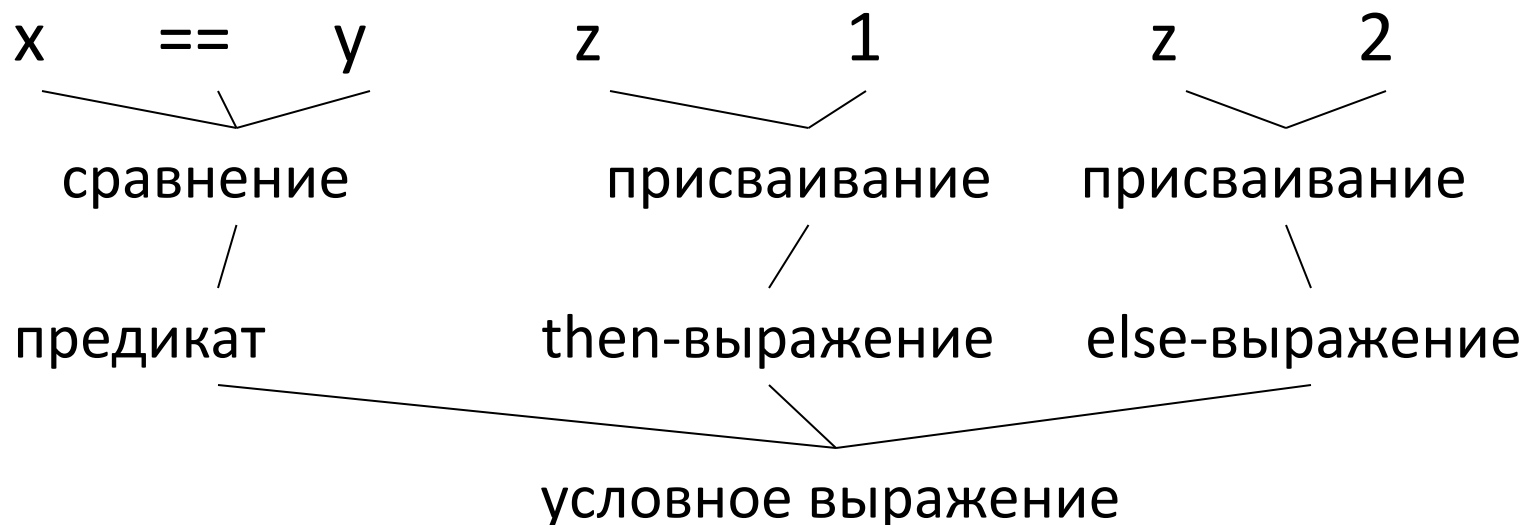 x == y z 1 z 2
сравнение присваивание присваивание
предикат then-выражение else-выражение
условное выражение